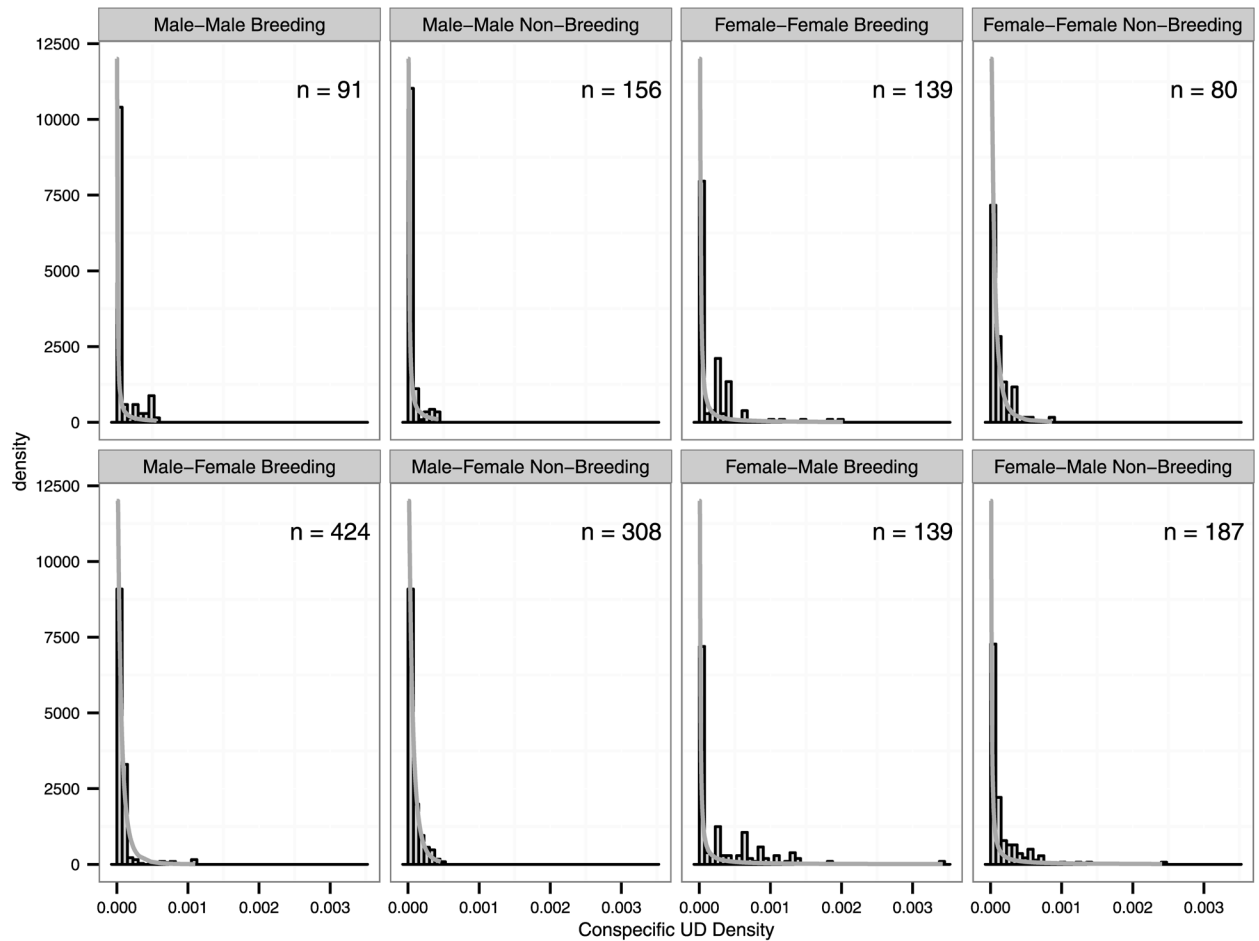 Male−Male Breeding
Male−Male Non−Breeding
Female−Female Breeding
Female−Female Non−Breeding
12500
10000
7500
5000
2500
0
n = 91
n = 156
n = 139
n = 80
density
Male−Female Breeding
Male−Female Non−Breeding
Female−Male Breeding
Female−Male Non−Breeding
12500
10000
7500
5000
2500
0
n = 424
n = 308
n = 139
n = 187
0.000 0.001 0.002 0.003
0.000 0.001 0.002 0.003
0.000 0.001 0.002 0.003
0.000 0.001 0.002 0.003
Conspecific UD Density